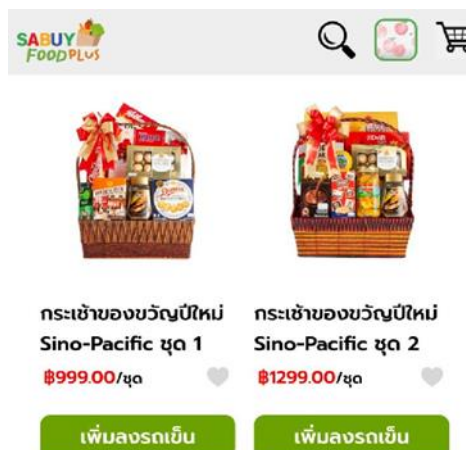 SABUY
FOODPLUS
กระเช้าของขวัญปีใหม่
Sino-Pacific ชุด 1
฿999.00/ชุด
เพิ่มลงรถเข็น
กระเช้าของขวัญปีใหม่
Sino-Pacific ชุด 2
฿1299.00/ชุด
เพิ่มลงรถเข็น